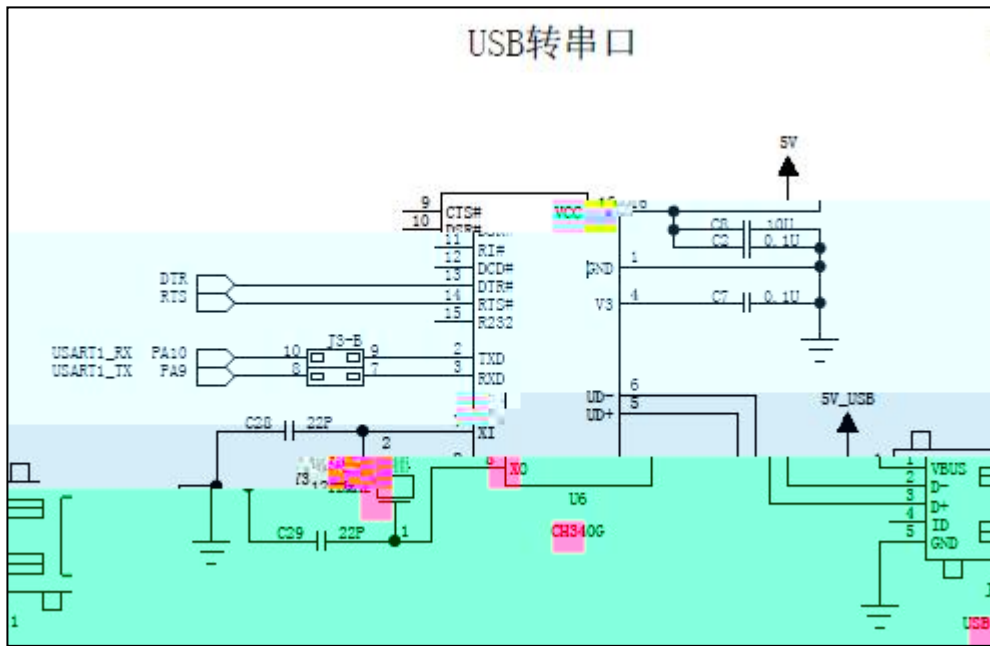 USB转串口
5V
9 CTS# VCC
10
C8 10U
11 C2 0.1U
12 RI#
DCD# GND 1
DTR 13 DTR#
RTS 14 RTS# V3 4 C7 0.1U
15 R232
J3-B
USART1_RX PA10 10 9 2 TXD
USART1_TX PA9 8 7 3 RXD
UD- 6
UD+ 5 5V_USB
C28 22P
2 XI
XO 1 VBUS
2 D-
U6 3 D+
4 ID
C29 22P 1 CH340G 5 GND
1
USB